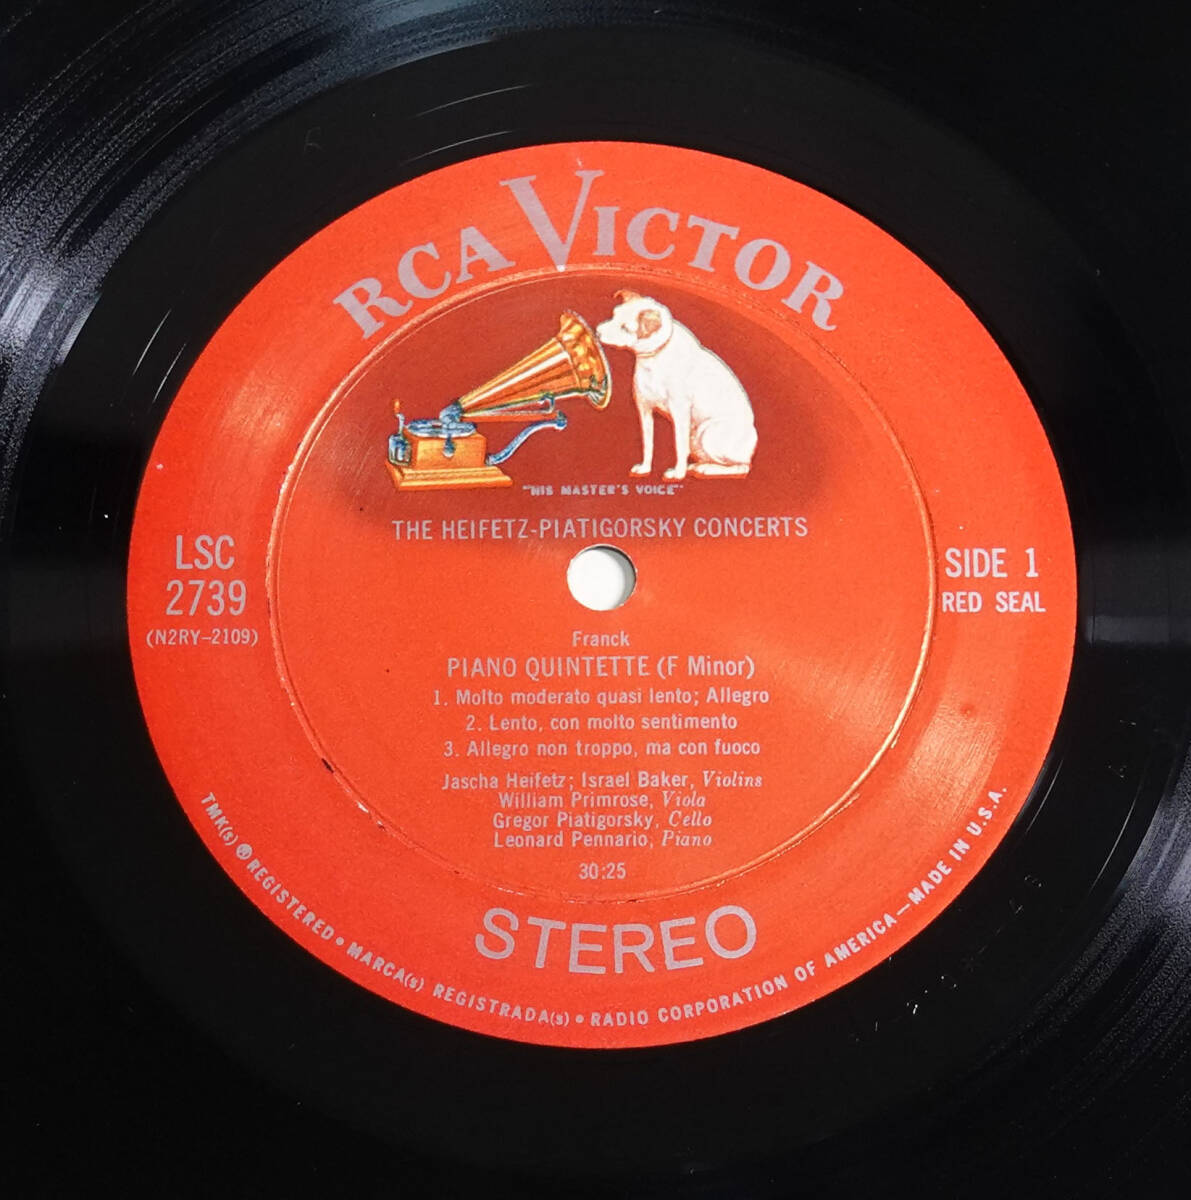 RCA VICTOR
"HIS MASTER'S VOICE"
THE HEIFETZ-PIATIGORSKY CONCERTS
LSC
2739
(N2RY-2109)
SIDE 1
RED SEAL
Franck
PIANO QUINTETTE (F Minor)
1. Molto moderato quasi lento; Allegro
2. Lento, con molto sentimento
3. Allegro non troppo, ma con fuoco
Jascha Heifetz; Israel Baker, Violins
William Primrose, Viola
Gregor Piatigorsky, Cello
Leonard Pennario, Piano
30:25
STEREO
TMK(s) ® REGISTERED • MARCA(s) REGISTRADA(s) • RADIO CORPORATION OF AMERICA—MADE IN U.S.A.